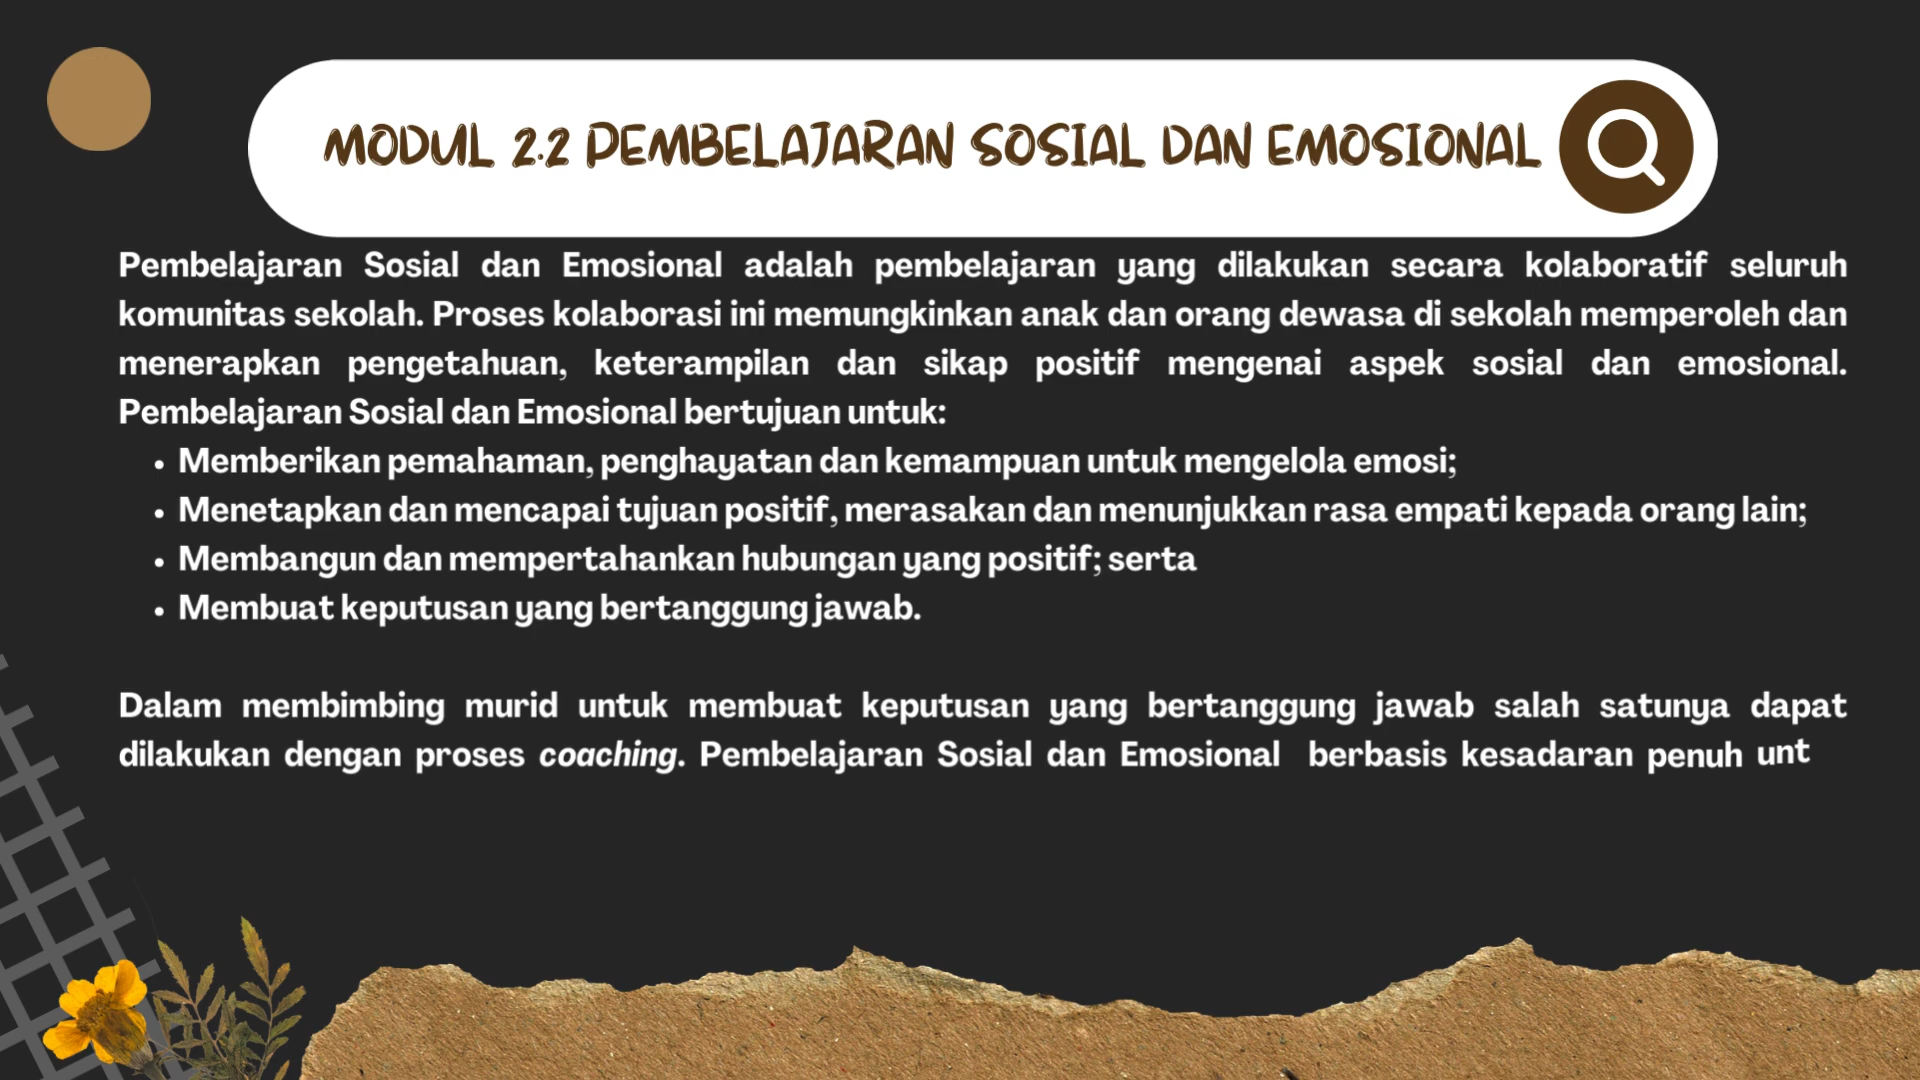 MODUL 2.2 PEMBELAJARAN SOSIAL DAN EMOSIONAL
Pembelajaran Sosial dan Emosional adalah pembelajaran yang dilakukan secara kolaboratif seluruh
komunitas sekolah. Proses kolaborasi ini memungkinkan anak dan orang dewasa di sekolah memperoleh dan
menerapkan pengetahuan, keterampilan dan sikap positif mengenai aspek sosial dan emosional.
Pembelajaran Sosial dan Emosional bertujuan untuk:
• Memberikan pemahaman, penghayatan dan kemampuan untuk mengelola emosi;
• Menetapkan dan mencapai tujuan positif, merasakan dan menunjukkan rasa empati kepada orang lain;
• Membangun dan mempertahankan hubungan yang positif; serta
• Membuat keputusan yang bertanggung jawab.
Dalam membimbing murid untuk membuat keputusan yang bertanggung jawab salah satunya dapat
dilakukan dengan proses coaching. Pembelajaran Sosial dan Emosional berbasis kesadaran penuh unt